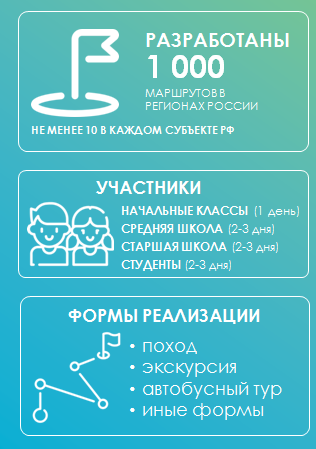 РАЗРАБОТАНЫ
1 000
МАРШРУТОВ В
РЕГИОНАХ РОССИИ
НЕ МЕНЕЕ 10 В КАЖДОМ СУБЪЕКТЕ РФ
УЧАСТНИКИ
НАЧАЛЬНЫЕ КЛАССЫ (1 день)
СРЕДНЯЯ ШКОЛА (2-3 дня)
СТАРШАЯ ШКОЛА (2-3 дня)
СТУДЕНТЫ (2-3 дня)
ФОРМЫ РЕАЛИЗАЦИИ
• поход
• экскурсия
• автобусный тур
• иные формы